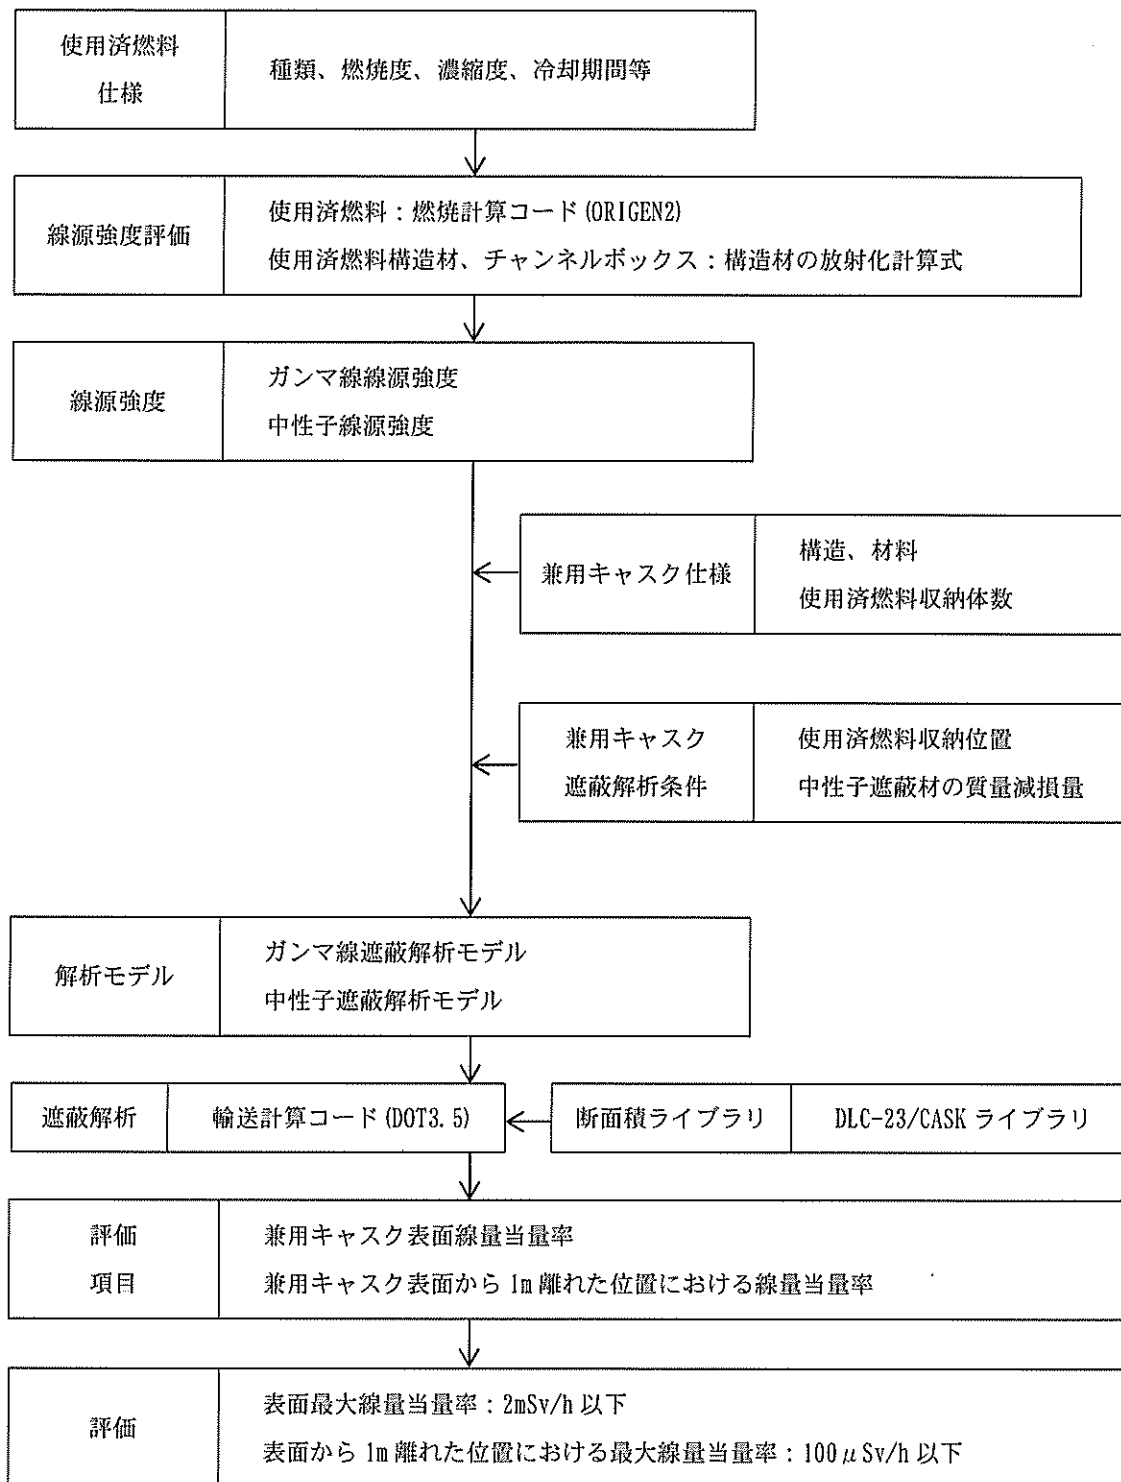 使用済燃料
仕様
種類、燃焼度、濃縮度、冷却期間等
線源強度評価
使用済燃料：燃焼計算コード(ORIGEN2)
使用済燃料構造材、チャンネルボックス：構造材の放射化計算式
線源強度
ガンマ線線源強度
中性子線源強度
兼用キャスク仕様
構造、材料
使用済燃料収納体数
兼用キャスク
遮蔽解析条件
使用済燃料収納位置
中性子遮蔽材の質量減損量
解析モデル
ガンマ線遮蔽解析モデル
中性子遮蔽解析モデル
遮蔽解析
輸送計算コード(DOT3.5)
断面積ライブラリ
DLC-23/CASK ライブラリ
評価
項目
兼用キャスク表面線量当量率
兼用キャスク表面から 1m 離れた位置における線量当量率
評価
表面最大線量当量率：2mSv/h 以下
表面から 1m 離れた位置における最大線量当量率：100μSv/h 以下